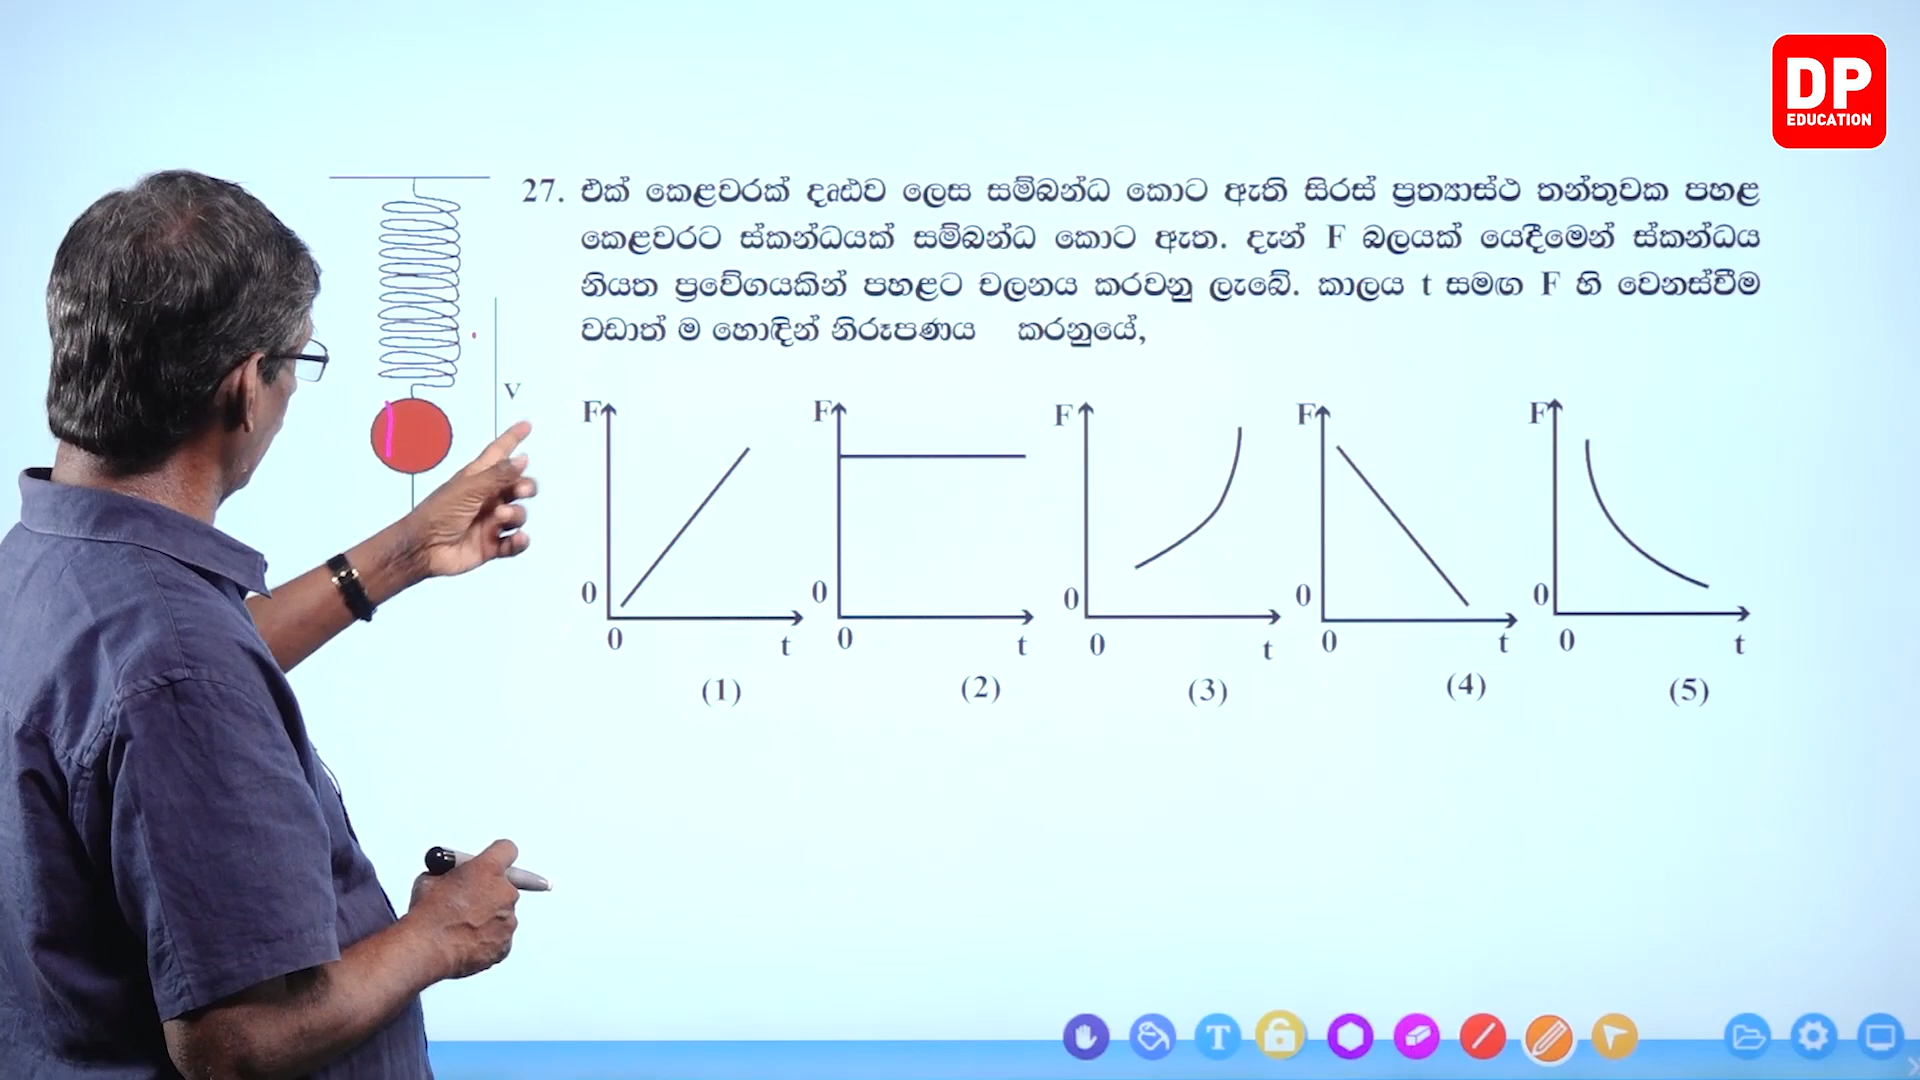 DP
EDUCATION
27. එක් කෙළවරක් දෘඪව ලෙස සම්බන්ධ කොට ඇති සිරස් ප්‍රත්‍යාස්ථ තන්තුවක පහළ
කෙළවරට ස්කන්ධයක් සම්බන්ධ කොට ඇත. දැන් F බලයක් යෙදීමෙන් ස්කන්ධය
නියත ප්‍රවේගයකින් පහළට චලනය කරවනු ලැබේ. කාලය t සමඟ F හි වෙනස්වීම
වඩාත් ම හොඳින් නිරූපණය කරනුයේ,
V
F F F F F
0 0 0 0 0
0 t 0 t 0 t 0 t 0 t
(1) (2) (3) (4) (5)
T